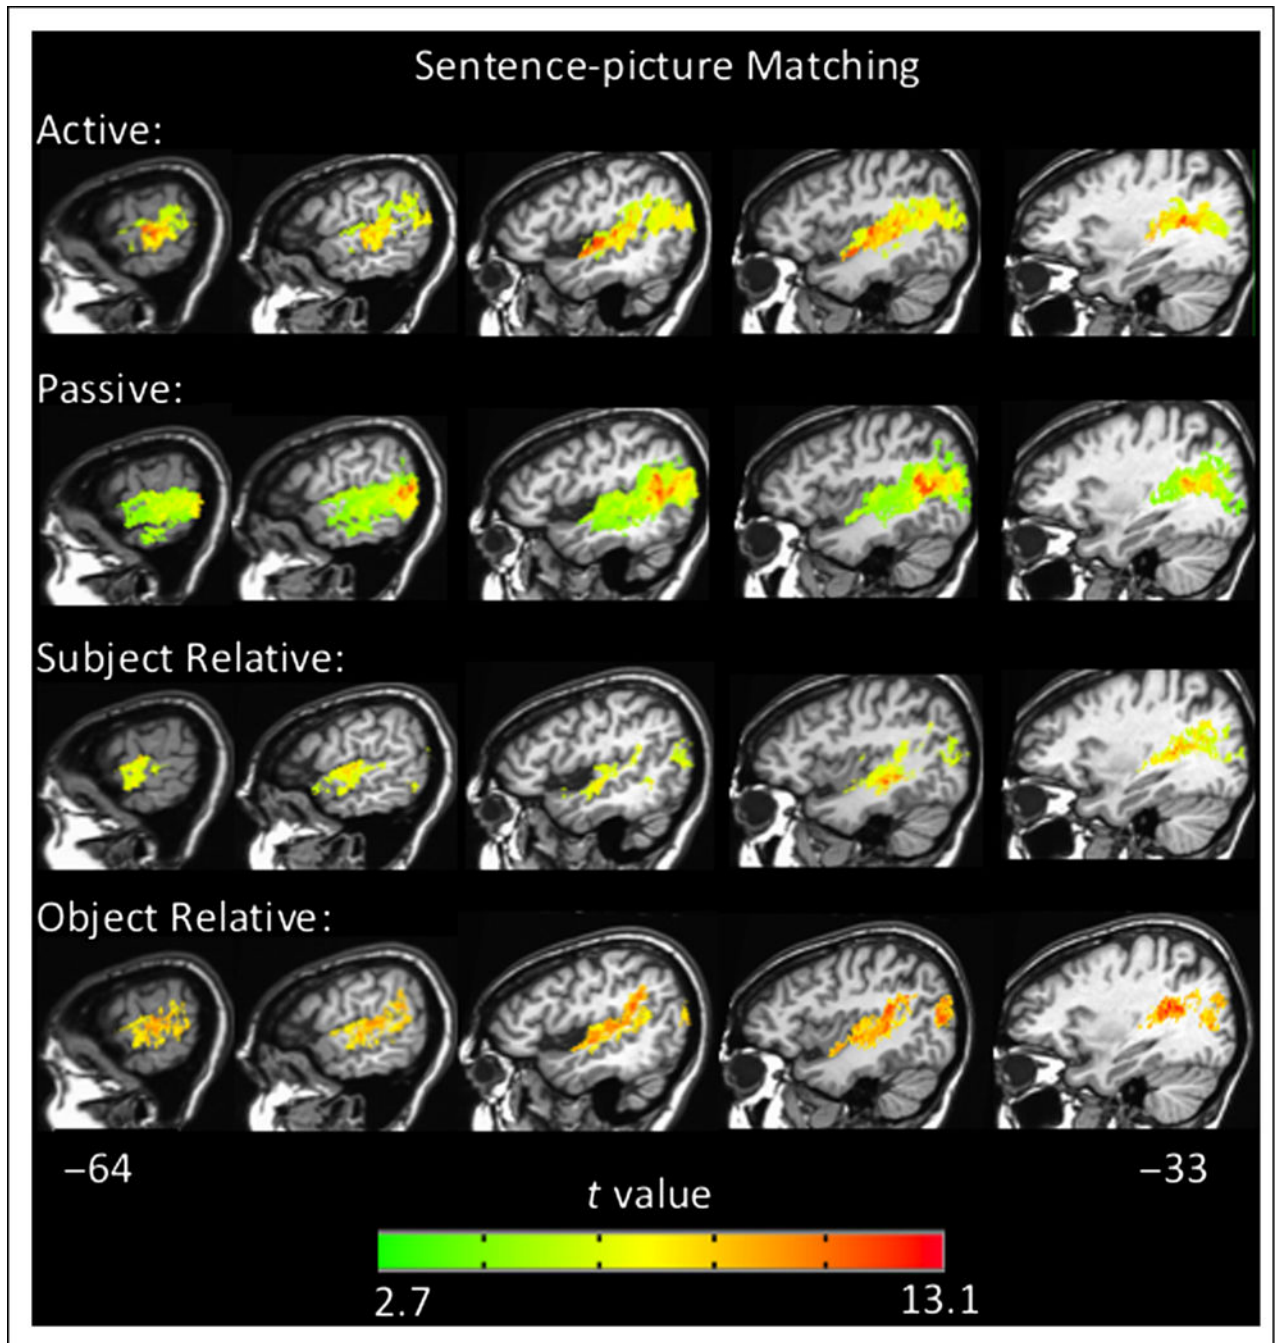 Sentence-picture Matching
Active:
Passive:
Subject Relative:
Object Relative:
–64
–33
t value
2.7
13.1